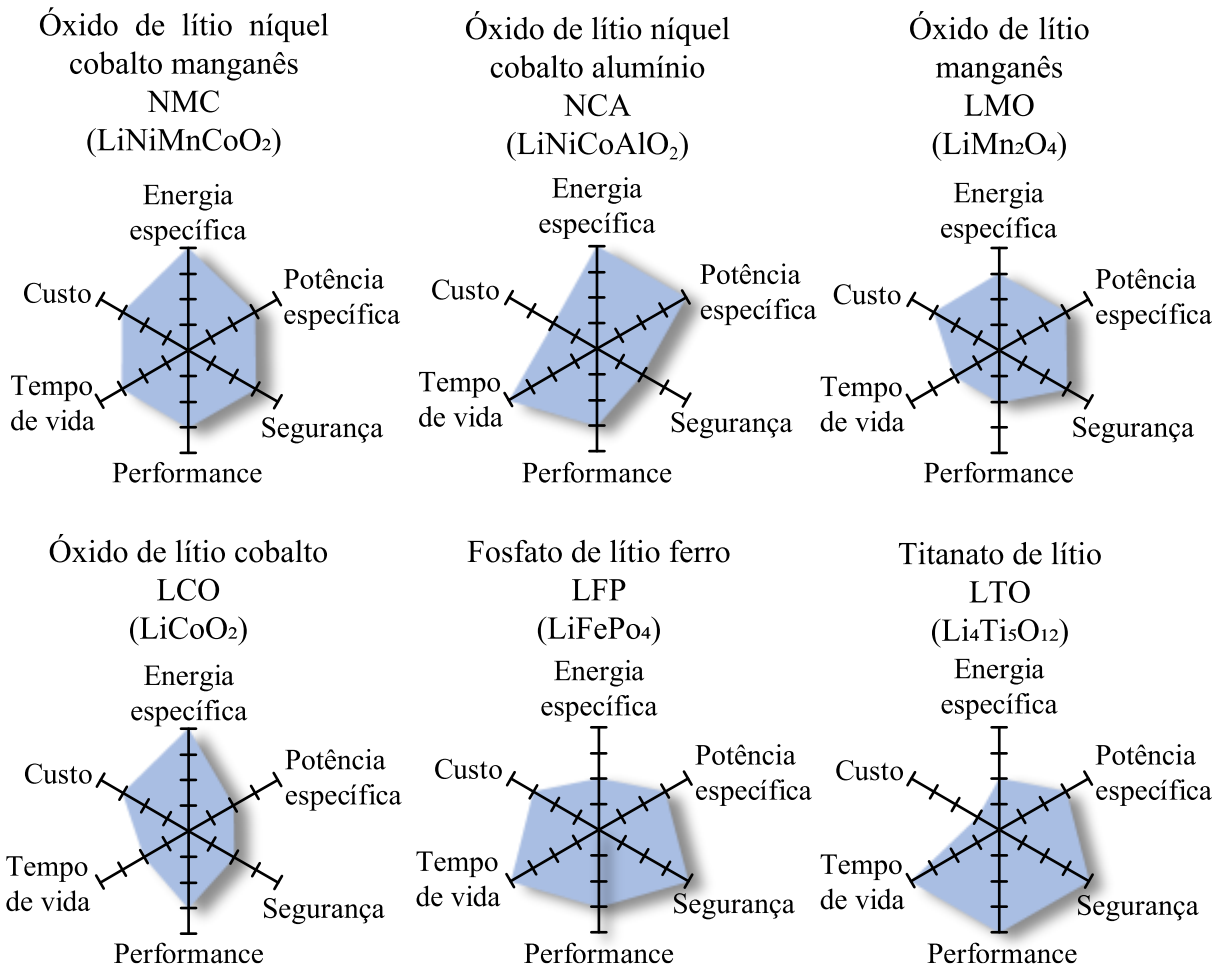 Óxido de lítio níquel
cobalto manganês
NMC
(LiNiMnCoO₂)
Energia
específica
Potência
específica
Custo
Tempo
de vida
Segurança
Performance
Óxido de lítio níquel
cobalto alumínio
NCA
(LiNiCoAlO₂)
Energia
específica
Potência
específica
Custo
Tempo
de vida
Segurança
Performance
Óxido de lítio
manganês
LMO
(LiMn₂O₄)
Energia
específica
Potência
específica
Custo
Tempo
de vida
Segurança
Performance
Óxido de lítio cobalto
LCO
(LiCoO₂)
Energia
específica
Potência
específica
Custo
Tempo
de vida
Segurança
Performance
Fosfato de lítio ferro
LFP
(LiFePo₄)
Energia
específica
Potência
específica
Custo
Tempo
de vida
Segurança
Performance
Titanato de lítio
LTO
(Li₄Ti₅O₁₂)
Energia
específica
Potência
específica
Custo
Tempo
de vida
Segurança
Performance